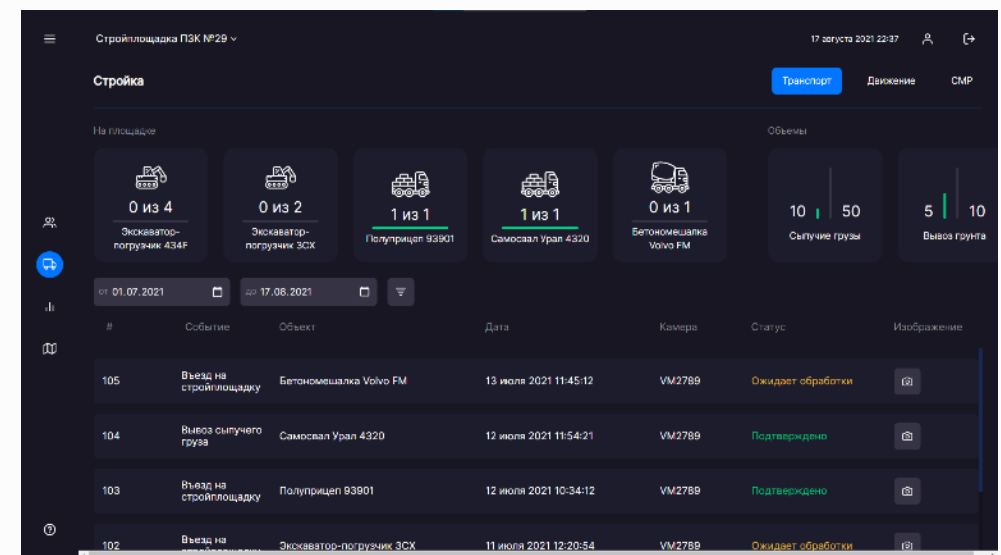 Стройплощадка ПЗК №29
17 августа 2021 22:37
Стройка
Транспорт
Движение
СМР
На площадке
Объемы
0 из 4
Экскаватор-
погрузчик 434F
0 из 2
Экскаватор-
погрузчик 3CX
1 из 1
Полуприцеп 93901
1 из 1
Самосвал Урал 4320
0 из 1
Бетономешалка
Volvo FM
10 50
Сыпучие грузы
5 10
Вывоз грунта
от 01.07.2021
до 17.08.2021
# Событие Объект Дата Камера Статус Изображение
105
Въезд на
стройплощадку
Бетономешалка Volvo FM
13 июля 2021 11:45:12
VM2789
Ожидает обработки
104
Вывоз сыпучего
груза
Самосвал Урал 4320
12 июля 2021 11:54:21
VM2789
Подтверждено
103
Въезд на
стройплощадку
Полуприцеп 93901
12 июля 2021 10:34:12
VM2789
Подтверждено
102
Въезд на
стройплощадку
Экскаватор-погрузчик 3CX
11 июля 2021 12:20:54
VM2789
Ожидает обработки